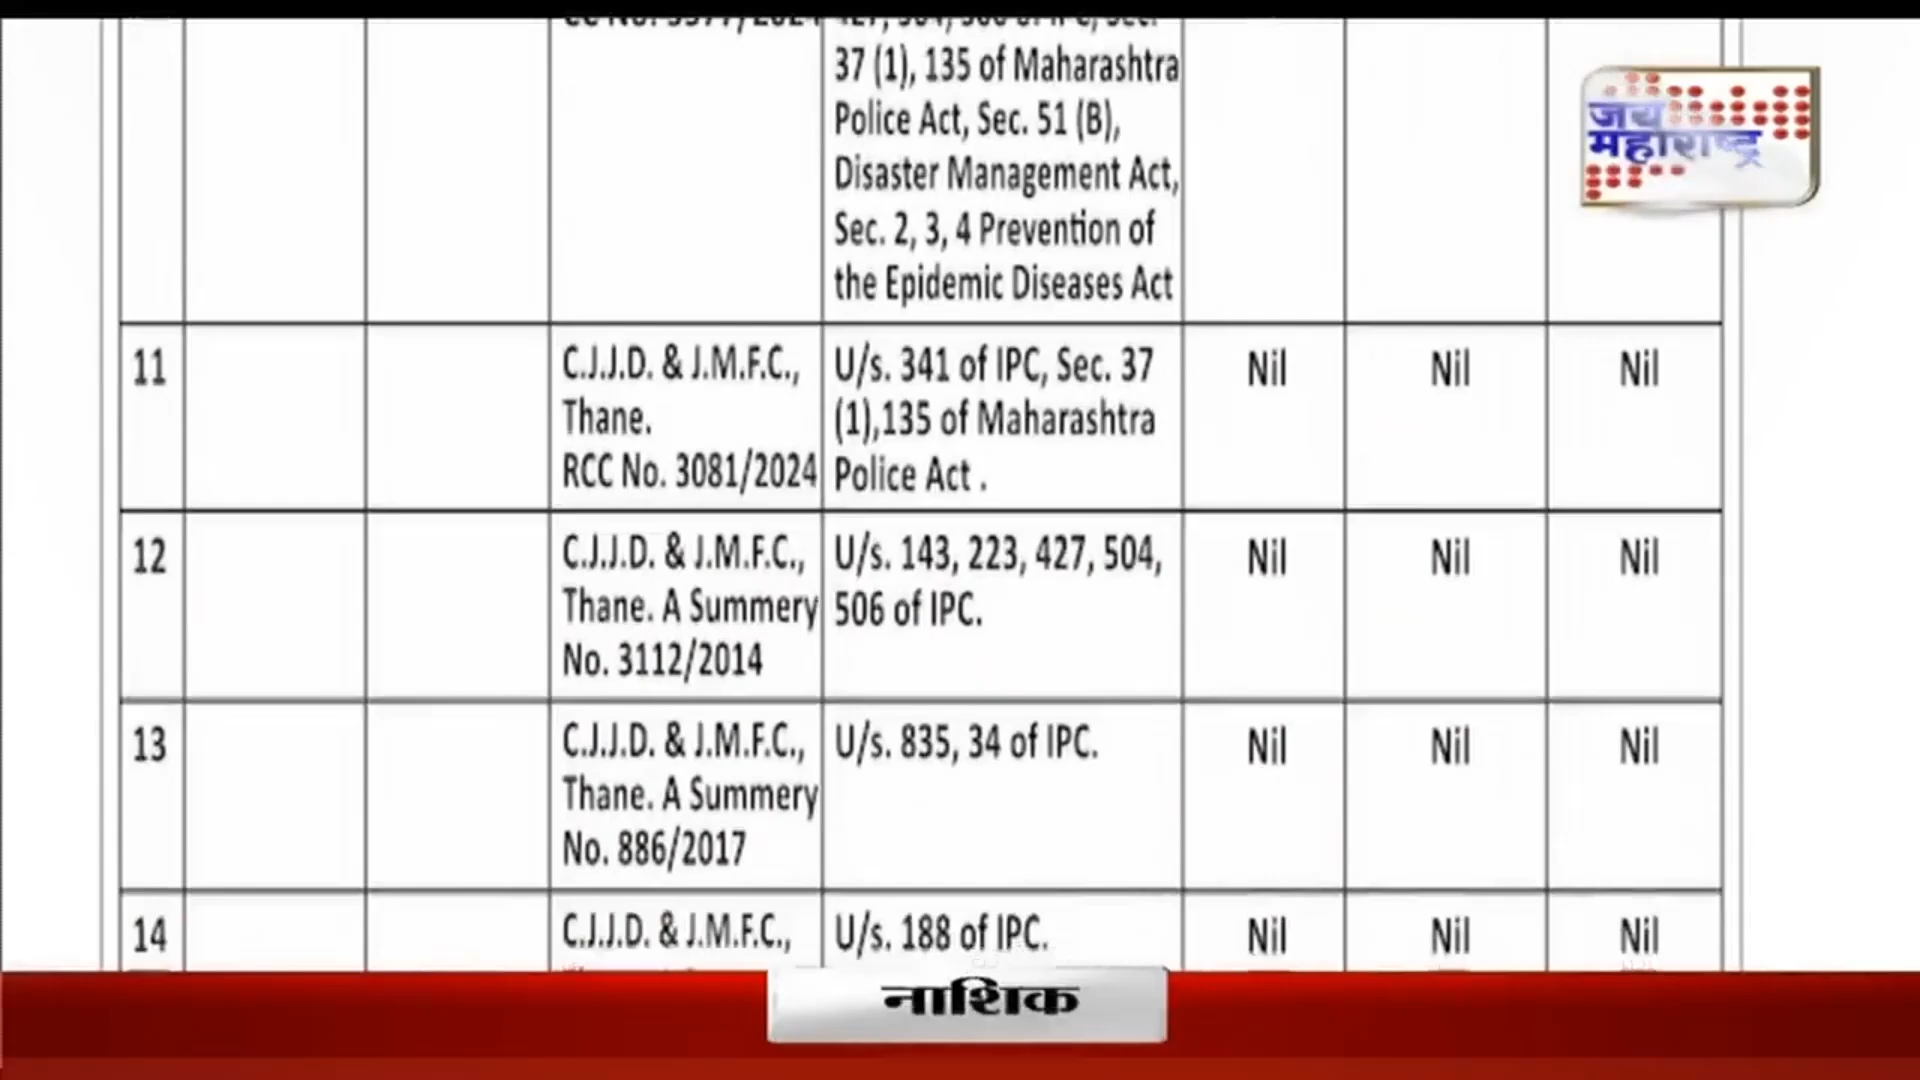 37 (1), 135 of Maharashtra
Police Act, Sec. 51 (B),
Disaster Management Act,
Sec. 2, 3, 4 Prevention of
the Epidemic Diseases Act
जय
महाराष्ट्र
11
C.J.J.D. & J.M.F.C.,
Thane.
RCC No. 3081/2024
U/s. 341 of IPC, Sec. 37
(1),135 of Maharashtra
Police Act .
Nil
Nil
Nil
12
C.J.J.D. & J.M.F.C.,
Thane. A Summery
No. 3112/2014
U/s. 143, 223, 427, 504,
506 of IPC.
Nil
Nil
Nil
13
C.J.J.D. & J.M.F.C.,
Thane. A Summery
No. 886/2017
U/s. 835, 34 of IPC.
Nil
Nil
Nil
14
C.J.J.D. & J.M.F.C.,
U/s. 188 of IPC.
Nil
Nil
Nil
नाशिक